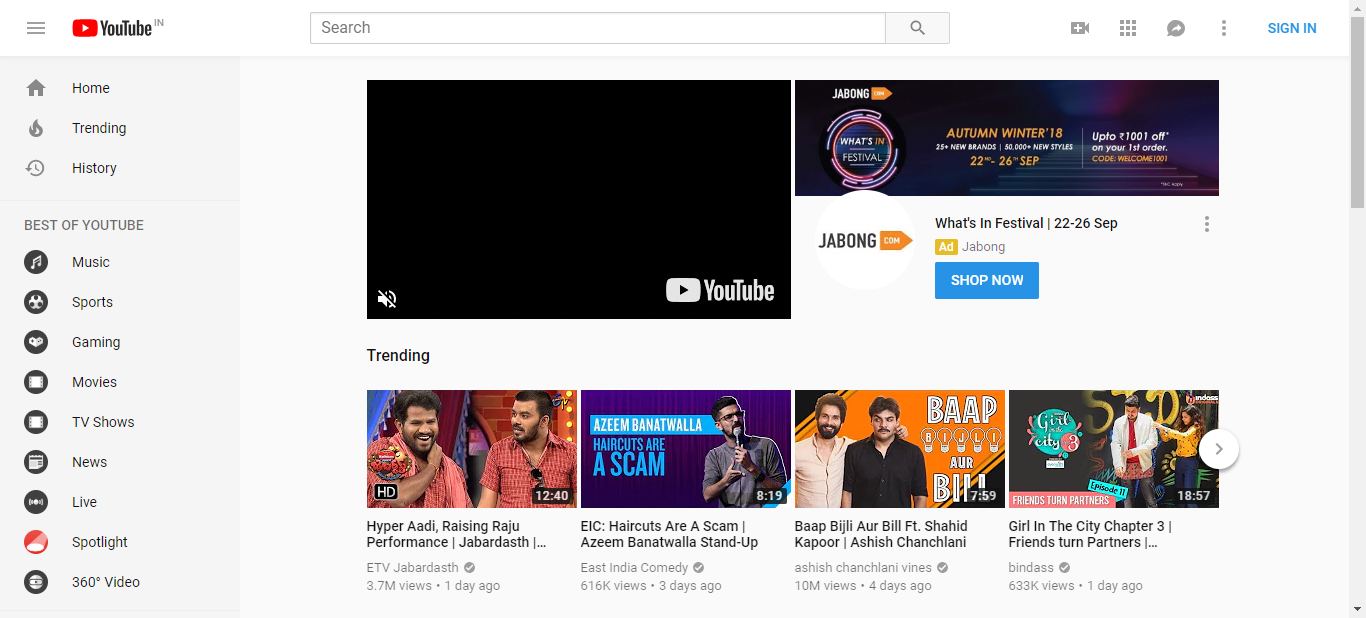 YouTube IN
Search
SIGN IN
Home
Trending
History
BEST OF YOUTUBE
Music
Sports
Gaming
Movies
TV Shows
News
Live
Spotlight
360° Video
YouTube
JABONG COM
WHAT'S IN
FESTIVAL
AUTUMN WINTER'18
25+ NEW BRANDS | 50,000+ NEW STYLES
22ND- 26TH SEP
Upto ₹1001 off*
on your 1st order.
CODE: WELCOME1001
*T&C Apply
JABONG COM
What's In Festival | 22-26 Sep
Ad Jabong
SHOP NOW
Trending
HD
12:40
Hyper Aadi, Raising Raju
Performance | Jabardasth |...
ETV Jabardasth
3.7M views • 1 day ago
AZEEM BANATWALLA
HAIRCUTS ARE
A SCAM
8:19
EIC: Haircuts Are A Scam |
Azeem Banatwalla Stand-Up
East India Comedy
616K views • 3 days ago
BAAP
BIJLI
AUR
BILL
7:59
Baap Bijli Aur Bill Ft. Shahid
Kapoor | Ashish Chanchlani
ashish chanchlani vines
10M views • 4 days ago
Girl in
the city 3
Episode 11
FRIENDS TURN PARTNERS
18:57
Girl In The City Chapter 3 |
Friends turn Partners |...
bindass
633K views • 1 day ago